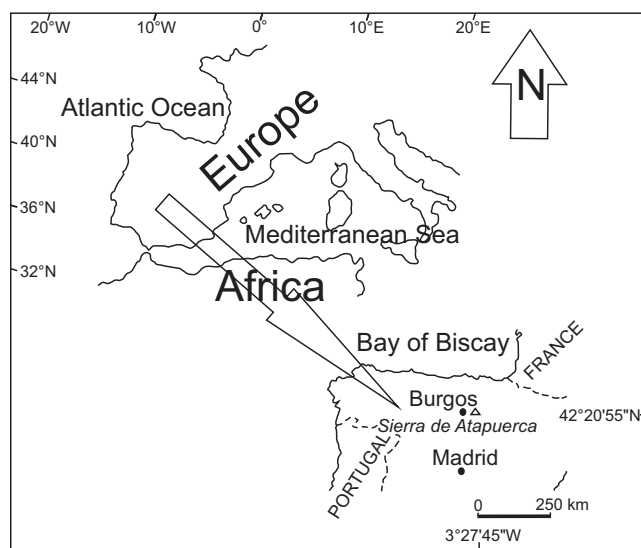 20°W 10°W 0° 10°E 20°E
44°N
N
Atlantic Ocean
40°N
Europe
36°N
Mediterranean Sea
32°N
Africa
Bay of Biscay
FRANCE
Burgos
42°20'55"N
Sierra de Atapuerca
PORTUGAL
Madrid
0 250 km
3°27'45"W